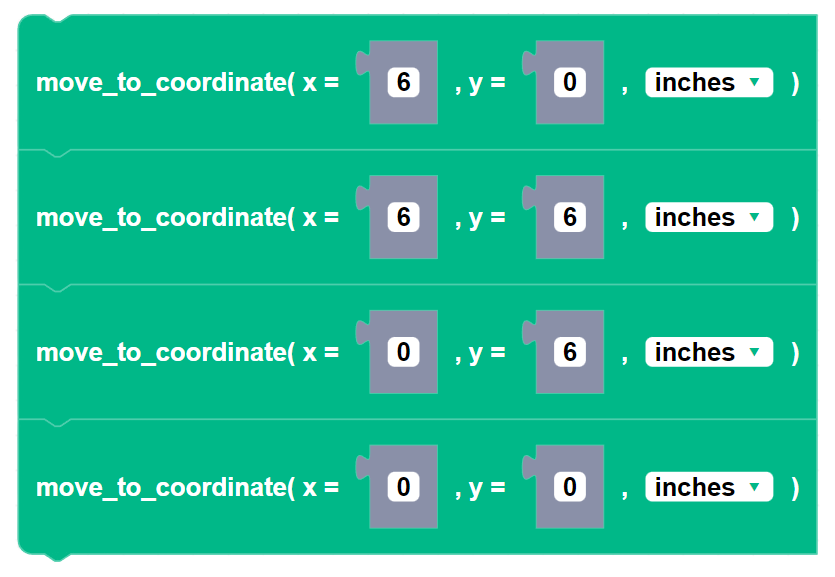 move_to_coordinate( x = 6 , y = 0 , inches ▼ )
move_to_coordinate( x = 6 , y = 6 , inches ▼ )
move_to_coordinate( x = 0 , y = 6 , inches ▼ )
move_to_coordinate( x = 0 , y = 0 , inches ▼ )